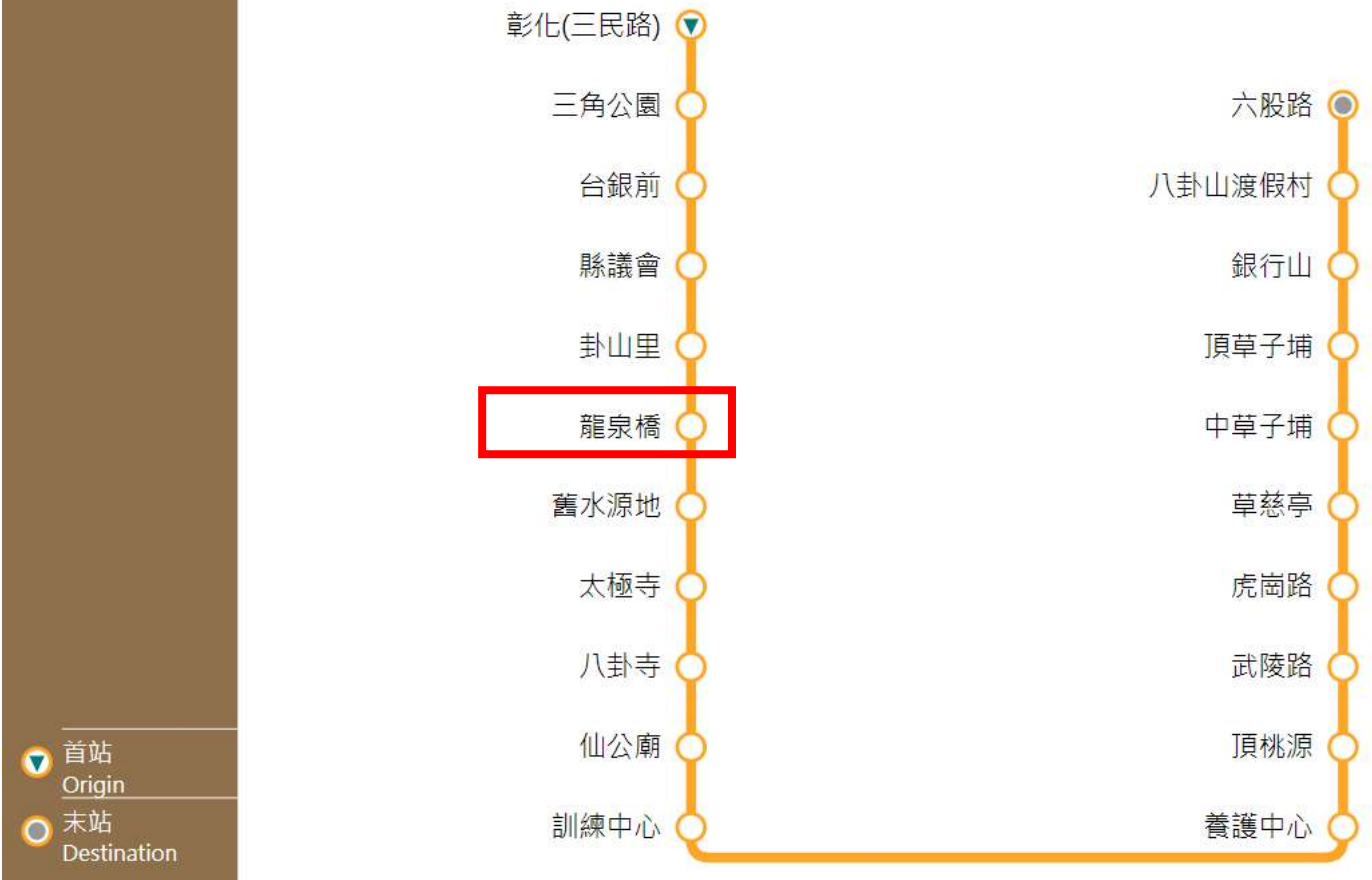 彰化(三民路)
三角公園
台銀前
縣議會
卦山里
龍泉橋
舊水源地
太極寺
八卦寺
仙公廟
訓練中心
六股路
八卦山渡假村
銀行山
頂草子埔
中草子埔
草慈亭
虎崗路
武陵路
頂桃源
養護中心
首站
Origin
末站
Destination